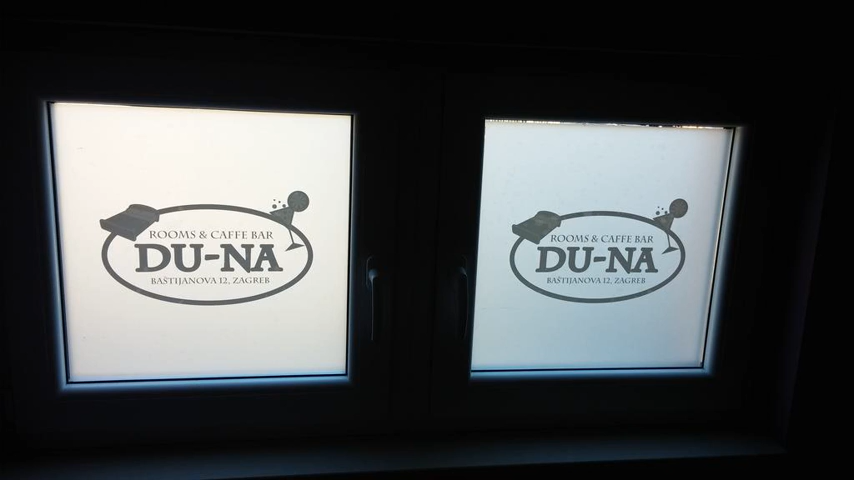 ROOMS & CAFFE BAR
DU-NA
BAŠTIJANOVA 12, ZAGREB
ROOMS & CAFFE BAR
DU-NA
BAŠTIJANOVA 12, ZAGREB